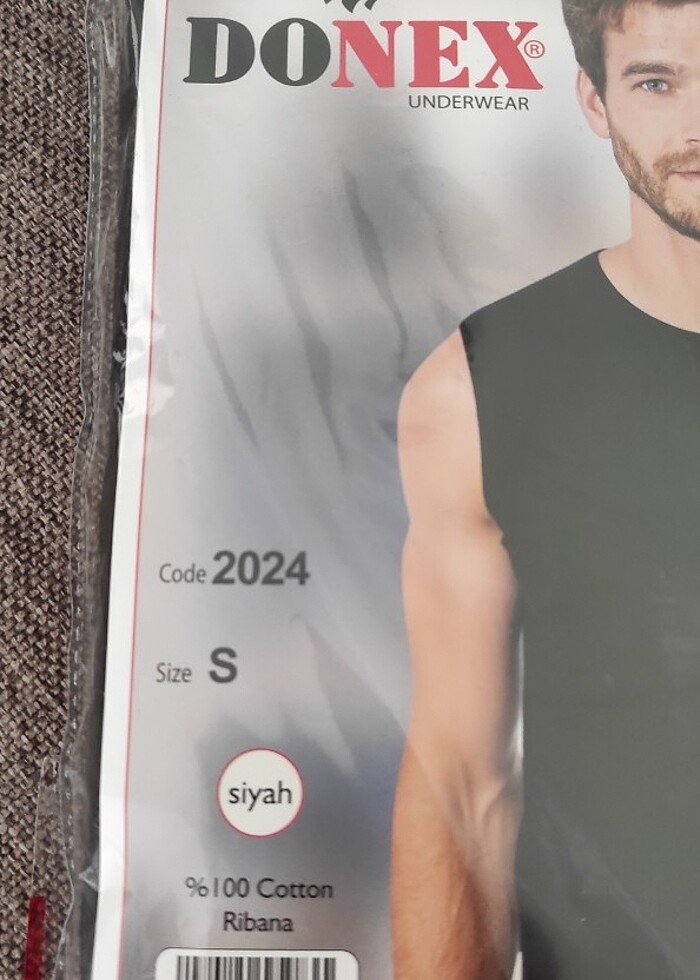 DONEX®
UNDERWEAR
Code 2024
Size S
siyah
%100 Cotton
Ribana